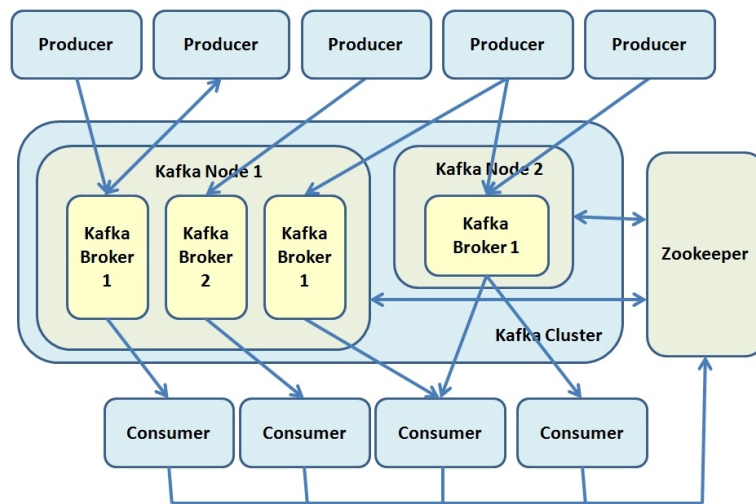 Producer
Producer
Producer
Producer
Producer
Kafka Node 1
Kafka Node 2
Kafka
Broker
1
Kafka
Broker
2
Kafka
Broker
1
Kafka
Broker 1
Zookeeper
Kafka Cluster
Consumer
Consumer
Consumer
Consumer